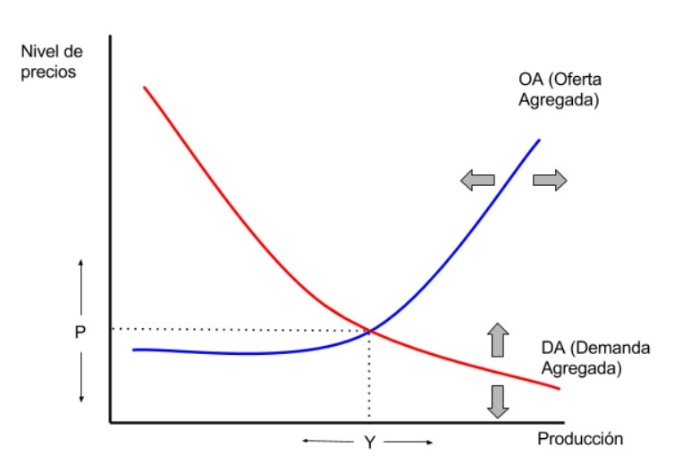 Nivel de
precios
OA (Oferta
Agregada)
P
DA (Demanda
Agregada)
Y
Producción